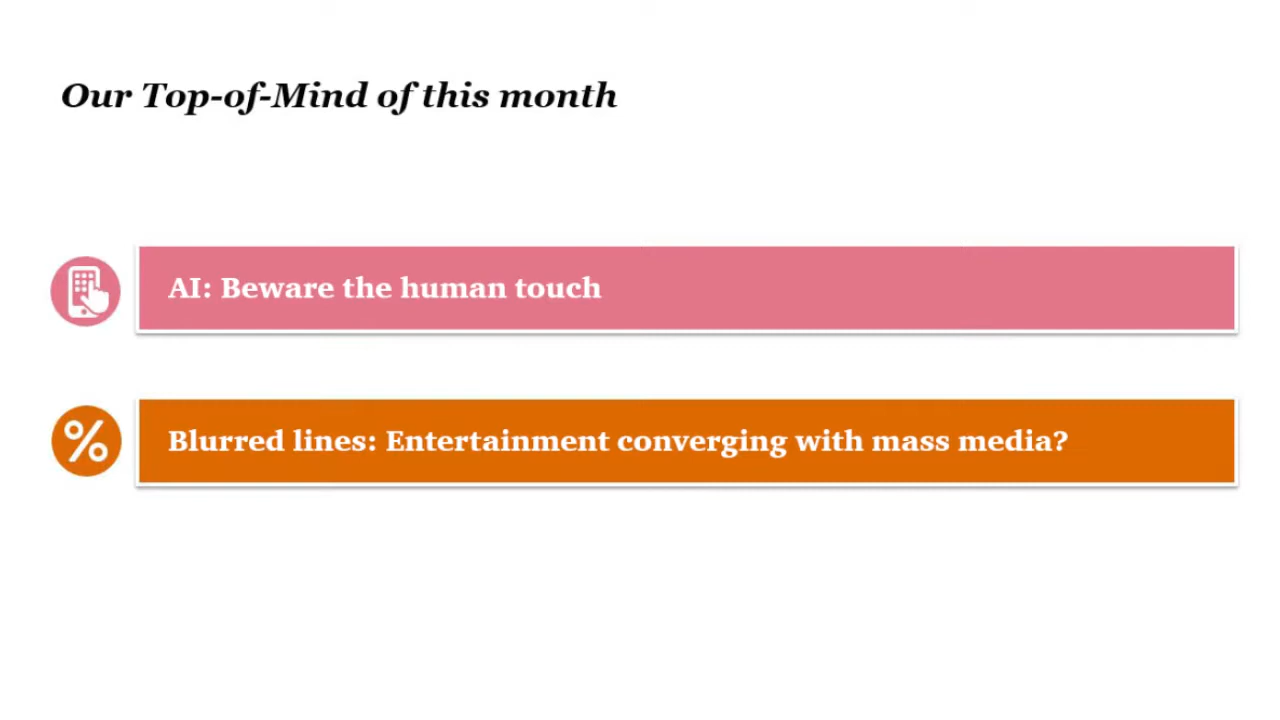 Our Top-of-Mind of this month
AI: Beware the human touch
%
Blurred lines: Entertainment converging with mass media?